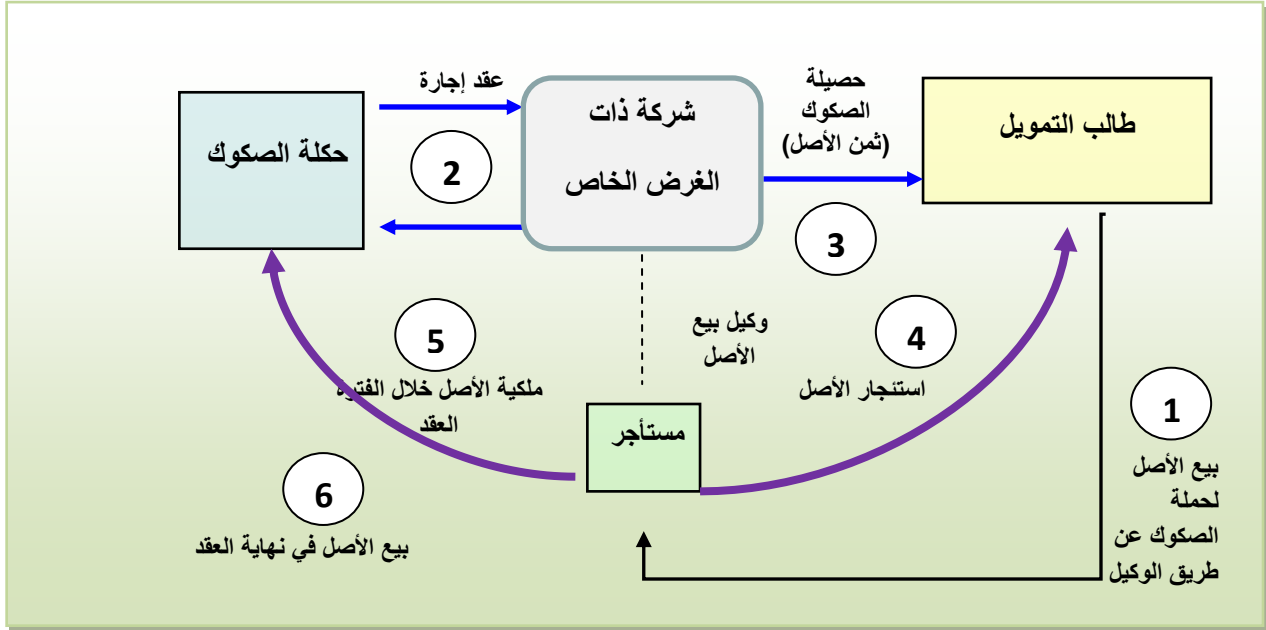 طالب التمويل
حصيلة
الصكوك
(ثمن الأصل)
3
شركة ذات
الغرض الخاص
عقد إجارة
2
حكلة الصكوك
وكيل بيع
الأصل
4
استنجار الأصل
1
بيع الأصل
لحملة
الصكوك عن
طريق الوكيل
مستأجر
5
ملكية الأصل خلال الفترة
العقد
6
بيع الأصل في نهاية العقد